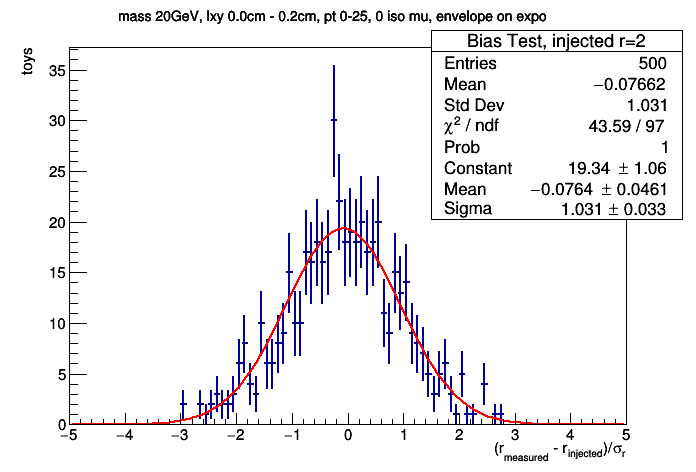 mass 20GeV, lxy 0.0cm - 0.2cm, pt 0-25, 0 iso mu, envelope on expo
Bias Test, injected r=2
Entries 500
Mean −0.07662
Std Dev 1.031
χ² / ndf 43.59 / 97
Prob 1
Constant 19.34 ± 1.06
Mean −0.0764 ± 0.0461
Sigma 1.031 ± 0.033
toys
35
30
25
20
15
10
5
0
−5 −4 −3 −2 −1 0 1 2 3 4 5
(r_measured - r_injected)/σ_r